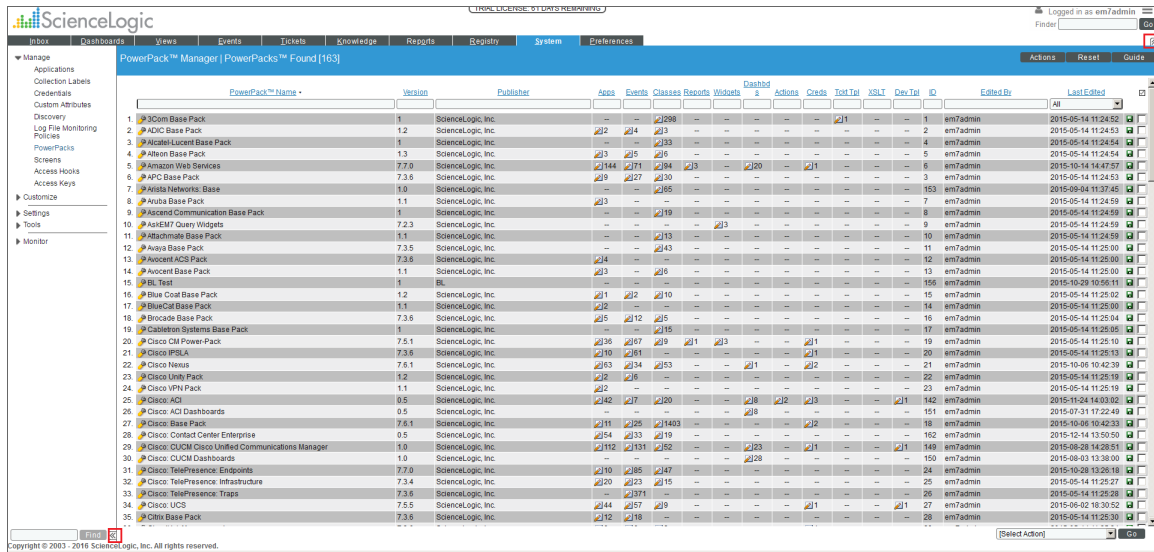 TRIAL LICENSE: 61 DAYS REMAINING
ScienceLogic
Logged in as em7admin
Finder Go
Inbox Dashboards Views Events Tickets Knowledge Reports Registry System Preferences
Manage
Applications
Collection Labels
Credentials
Custom Attributes
Discovery
Log File Monitoring
Policies
PowerPacks
Screens
Access Hooks
Access Keys
Customize
Settings
Tools
Monitor
PowerPack™ Manager | PowerPacks™ Found [163]
Actions Reset Guide
PowerPack™ Name • Version Publisher Apps Events Classes Reports Widgets Dashbds Actions Creds Tckt Tpl XSLT Dev Tpl ID Edited By Last Edited
All
1. 3Com Base Pack 1 ScienceLogic, Inc. -- -- 298 -- -- -- -- -- 1 -- -- 1 em7admin 2015-05-14 11:24:52
2. ADIC Base Pack 1.2 ScienceLogic, Inc. 2 4 3 -- -- -- -- -- -- -- -- 2 em7admin 2015-05-14 11:24:53
3. Alcatel-Lucent Base Pack 1 ScienceLogic, Inc. -- -- 33 -- -- -- -- -- -- -- -- 4 em7admin 2015-05-14 11:24:54
4. Alteon Base Pack 1.3 ScienceLogic, Inc. 3 5 6 -- -- -- -- -- -- -- -- 5 em7admin 2015-05-14 11:24:54
5. Amazon Web Services 7.7.0 ScienceLogic, Inc. 144 71 94 3 -- 20 -- 1 -- -- -- 6 em7admin 2015-10-14 14:47:57
6. APC Base Pack 7.3.6 ScienceLogic, Inc. 9 27 30 -- -- -- -- -- -- -- -- 3 em7admin 2015-05-14 11:24:53
7. Arista Networks: Base 1.0 ScienceLogic, Inc. -- -- 65 -- -- -- -- -- -- -- -- 153 em7admin 2015-09-04 11:37:45
8. Aruba Base Pack 1.1 ScienceLogic, Inc. 3 -- -- -- -- -- -- -- -- -- -- 7 em7admin 2015-05-14 11:24:59
9. Ascend Communication Base Pack 1 ScienceLogic, Inc. -- -- 19 -- -- -- -- -- -- -- -- 8 em7admin 2015-05-14 11:24:59
10. AskEM7 Query Widgets 7.2.3 ScienceLogic, Inc. -- -- -- -- 3 -- -- -- -- -- -- 9 em7admin 2015-05-14 11:24:59
11. Attachmate Base Pack 1.1 ScienceLogic, Inc. -- -- 13 -- -- -- -- -- -- -- -- 10 em7admin 2015-05-14 11:24:59
12. Avaya Base Pack 7.3.5 ScienceLogic, Inc. -- -- 43 -- -- -- -- -- -- -- -- 11 em7admin 2015-05-14 11:25:00
13. Avocent ACS Pack 7.3.6 ScienceLogic, Inc. 4 -- -- -- -- -- -- -- -- -- -- 12 em7admin 2015-05-14 11:25:00
14. Avocent Base Pack 1.1 ScienceLogic, Inc. 3 -- 6 -- -- -- -- -- -- -- -- 13 em7admin 2015-05-14 11:25:00
15. BL Test 1 BL -- -- -- -- -- -- -- -- -- -- -- 156 em7admin 2015-10-29 10:56:11
16. Blue Coat Base Pack 1.2 ScienceLogic, Inc. 1 2 10 -- -- -- -- -- -- -- -- 15 em7admin 2015-05-14 11:25:02
17. BlueCat Base Pack 1.1 ScienceLogic, Inc. 2 -- -- -- -- -- -- -- -- -- -- 14 em7admin 2015-05-14 11:25:00
18. Brocade Base Pack 7.3.6 ScienceLogic, Inc. 5 12 5 -- -- -- -- -- -- -- -- 16 em7admin 2015-05-14 11:25:04
19. Cabletron Systems Base Pack 1 ScienceLogic, Inc. -- -- 15 -- -- -- -- -- -- -- -- 17 em7admin 2015-05-14 11:25:05
20. Cisco CM Power-Pack 7.5.1 ScienceLogic, Inc. 36 67 9 1 3 -- -- 1 -- -- -- 19 em7admin 2015-05-14 11:25:10
21. Cisco IPSLA 7.3.6 ScienceLogic, Inc. 10 61 -- -- -- -- -- 1 -- -- -- 20 em7admin 2015-05-14 11:25:13
22. Cisco Nexus 7.6.1 ScienceLogic, Inc. 63 34 53 -- -- 1 -- 2 -- -- -- 21 em7admin 2015-10-06 10:42:39
23. Cisco Unity Pack 1.2 ScienceLogic, Inc. 2 6 -- -- -- -- -- -- -- -- -- 22 em7admin 2015-05-14 11:25:19
24. Cisco VPN Pack 1.1 ScienceLogic, Inc. 2 -- -- -- -- -- -- -- -- -- -- 23 em7admin 2015-05-14 11:25:19
25. Cisco: ACI 0.5 ScienceLogic, Inc. 42 7 20 -- -- 8 2 3 -- -- 1 142 em7admin 2015-11-24 14:03:02
26. Cisco: ACI Dashboards 0.5 ScienceLogic, Inc. -- -- -- -- -- 8 -- -- -- -- -- 151 em7admin 2015-07-31 17:22:49
27. Cisco: Base Pack 7.6.1 ScienceLogic, Inc. 11 25 1403 -- -- -- -- 2 -- -- -- 18 em7admin 2015-10-06 10:42:33
28. Cisco: Contact Center Enterprise 0.5 ScienceLogic, Inc. 54 33 19 -- -- -- -- -- -- -- -- 162 em7admin 2015-12-14 13:50:50
29. Cisco: CUCM Cisco Unified Communications Manager 1.0 ScienceLogic, Inc. 112 131 52 -- -- 23 -- 1 -- -- 1 149 em7admin 2015-08-28 14:28:51
30. Cisco: CUCM Dashboards 1.0 ScienceLogic, Inc. -- -- -- -- -- 28 -- -- -- -- -- 150 em7admin 2015-08-03 13:38:00
31. Cisco: TelePresence: Endpoints 7.7.0 ScienceLogic, Inc. 10 85 47 -- -- -- -- -- -- -- -- 24 em7admin 2015-10-28 13:26:18
32. Cisco: TelePresence: Infrastructure 7.3.4 ScienceLogic, Inc. 20 23 15 -- -- -- -- -- -- -- -- 25 em7admin 2015-05-14 11:25:27
33. Cisco: TelePresence: Traps 7.3.6 ScienceLogic, Inc. -- 371 -- -- -- -- -- -- -- -- -- 26 em7admin 2015-05-14 11:25:28
34. Cisco: UCS 7.5.5 ScienceLogic, Inc. 44 57 9 -- -- -- -- 1 -- -- 1 27 em7admin 2015-06-02 18:30:52
35. Citrix Base Pack 7.3.6 ScienceLogic, Inc. 12 18 -- -- -- -- -- -- -- -- -- 28 em7admin 2015-05-14 11:25:30
Find
[Select Action] Go
Copyright © 2003 - 2016 ScienceLogic, Inc. All rights reserved.